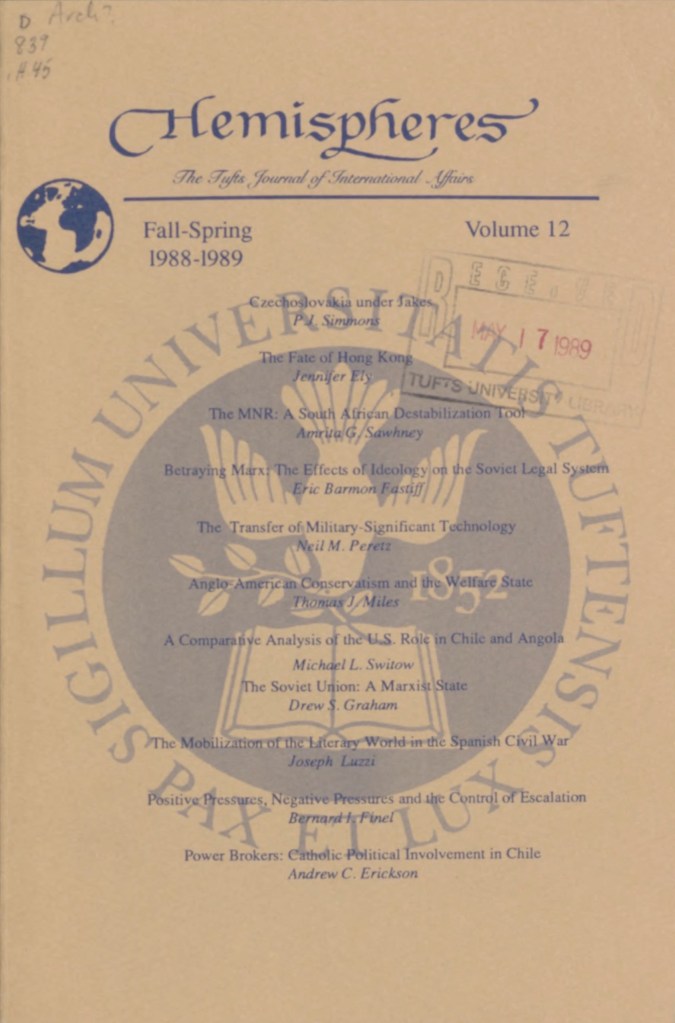 D Arch?
839
.H45
Hemispheres
The Tufts Journal of International Affairs
Fall-Spring
1988-1989
Volume 12
RECEIVED
MAY 17 1989
TUFTS UNIVERSITY LIBRARY
Czechoslovakia under Jakes
P.J. Simmons
The Fate of Hong Kong
Jennifer Ely
The MNR: A South African Destabilization Tool
Amrita G. Sawhney
Betraying Marx: The Effects of Ideology on the Soviet Legal System
Eric Barmon Fastiff
The Transfer of Military-Significant Technology
Neil M. Peretz
Anglo-American Conservatism and the Welfare State
Thomas J. Miles
A Comparative Analysis of the U.S. Role in Chile and Angola
Michael L. Switow
The Soviet Union: A Marxist State
Drew S. Graham
The Mobilization of the Literary World in the Spanish Civil War
Joseph Luzzi
Positive Pressures, Negative Pressures and the Control of Escalation
Bernard I. Finel
Power Brokers: Catholic Political Involvement in Chile
Andrew C. Erickson
SIGILLUM UNIVERSITATIS TUFTENSIS
PAX ET LUX
1852